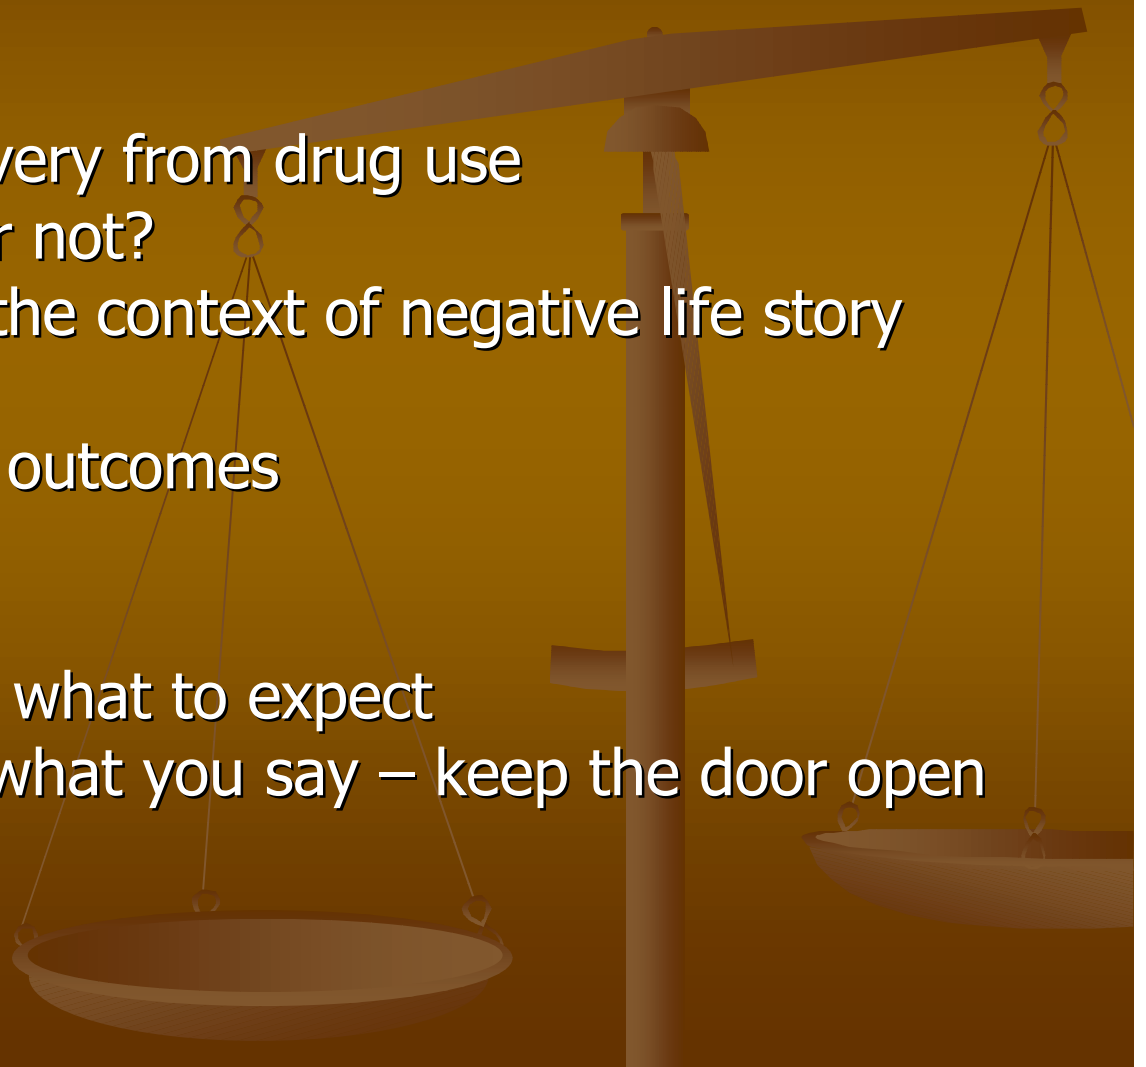 very from drug use
r not?
the context of negative life story
outcomes
what to expect
what you say – keep the door open